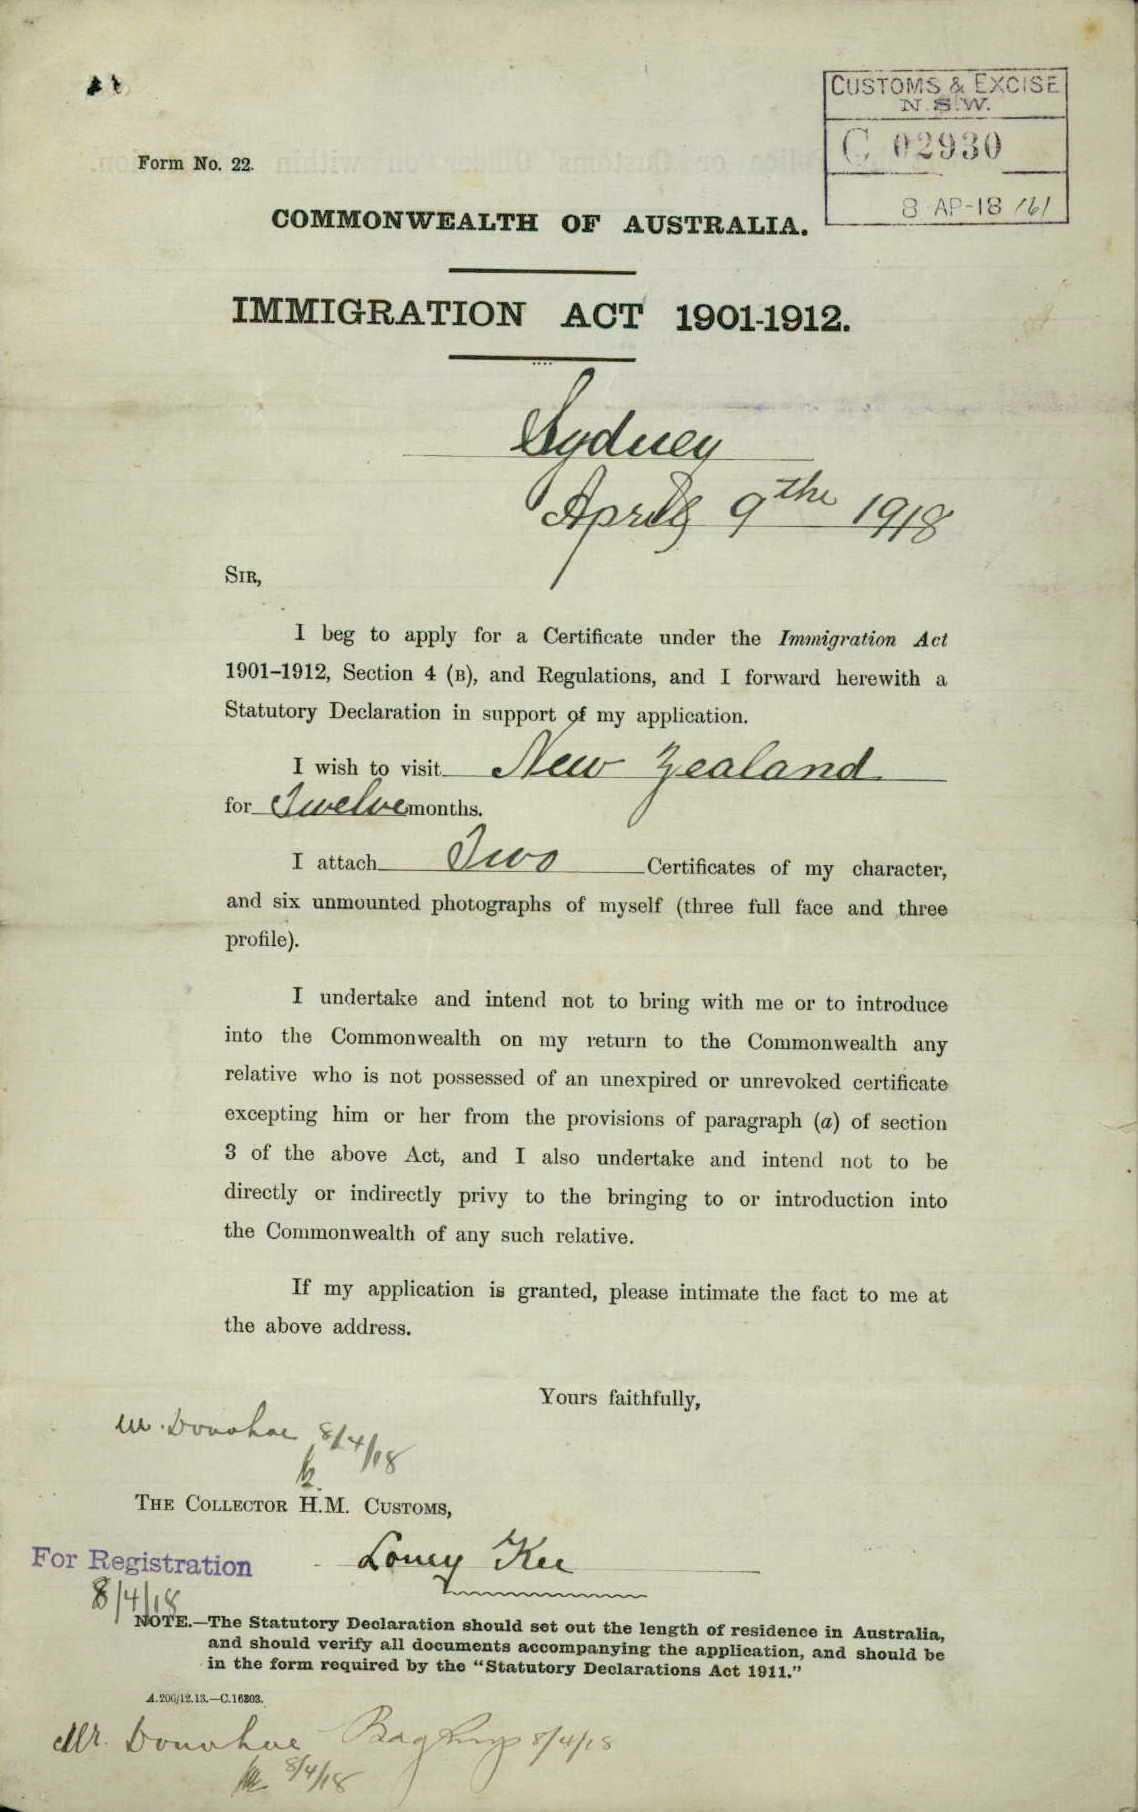 CUSTOMS & EXCISE
N.S.W.
C 02930
8 AP-18 161
Form No. 22.
COMMONWEALTH OF AUSTRALIA.
IMMIGRATION ACT 1901-1912.
Sydney
April 9th 1918
SIR,
I beg to apply for a Certificate under the Immigration Act
1901–1912, Section 4 (B), and Regulations, and I forward herewith a
Statutory Declaration in support of my application.
I wish to visit New Zealand
for Twelve months.
I attach Two Certificates of my character,
and six unmounted photographs of myself (three full face and three
profile).
I undertake and intend not to bring with me or to introduce
into the Commonwealth on my return to the Commonwealth any
relative who is not possessed of an unexpired or unrevoked certificate
excepting him or her from the provisions of paragraph (a) of section
3 of the above Act, and I also undertake and intend not to be
directly or indirectly privy to the bringing to or introduction into
the Commonwealth of any such relative.
If my application is granted, please intimate the fact to me at
the above address.
Yours faithfully,
Mr. Donohoe 8/4/18
THE COLLECTOR H.M. CUSTOMS,
For Registration
8/4/18
Loney Kee
NOTE.—The Statutory Declaration should set out the length of residence in Australia,
and should verify all documents accompanying the application, and should be
in the form required by the “Statutory Declarations Act 1911.”
A.200/12.13.—C.16303.
Mr. Donohoe 8/4/18
8/4/18